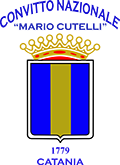 CONVITTO NAZIONALE
"MARIO CUTELLI"
1779
CATANIA